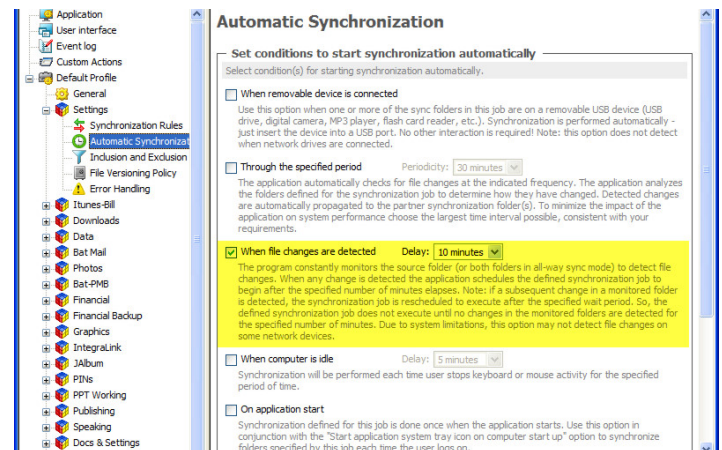 Application
User interface
Event log
Custom Actions
Default Profile
General
Settings
Synchronization Rules
Automatic Synchronizat
Inclusion and Exclusion
File Versioning Policy
Error Handling
Itunes-Bill
Downloads
Data
Bat Mail
Photos
Bat-PMB
Financial
Financial Backup
Graphics
IntegraLink
JAlbum
PINs
PPT Working
Publishing
Speaking
Docs & Settings
Automatic Synchronization
Set conditions to start synchronization automatically
Select condition(s) for starting synchronization automatically.
When removable device is connected
Use this option when one or more of the sync folders in this job are on a removable USB device (USB
drive, digital camera, MP3 player, flash card reader, etc.). Synchronization is performed automatically -
just insert the device into a USB port. No other interaction is required! Note: this option does not detect
when network drives are connected.
Through the specified period Periodicity: 30 minutes
The application automatically checks for file changes at the indicated frequency. The application analyzes
the folders defined for the synchronization job to determine how they have changed. Detected changes
are automatically propagated to the partner synchronization folder(s). To minimize the impact of the
application on system performance choose the largest time interval possible, consistent with your
requirements.
When file changes are detected Delay: 10 minutes
The program constantly monitors the source folder (or both folders in all-way sync mode) to detect file
changes. When any change is detected the application schedules the defined synchronization job to
begin after the specified number of minutes elapses. Note: if a subsequent change in a monitored folder
is detected, the synchronization job is rescheduled to execute after the specified wait period. So, the
defined synchronization job does not execute until no changes in the monitored folders are detected for
the specified number of minutes. Due to system limitations, this option may not detect file changes on
some network devices.
When computer is idle Delay: 5 minutes
Synchronization will be performed each time user stops keyboard or mouse activity for the specified
period of time.
On application start
Synchronization defined for this job is done once when the application starts. Use this option in
conjunction with the "Start application system tray icon on computer start up" option to synchronize
folders specified by this job each time the user logs on.